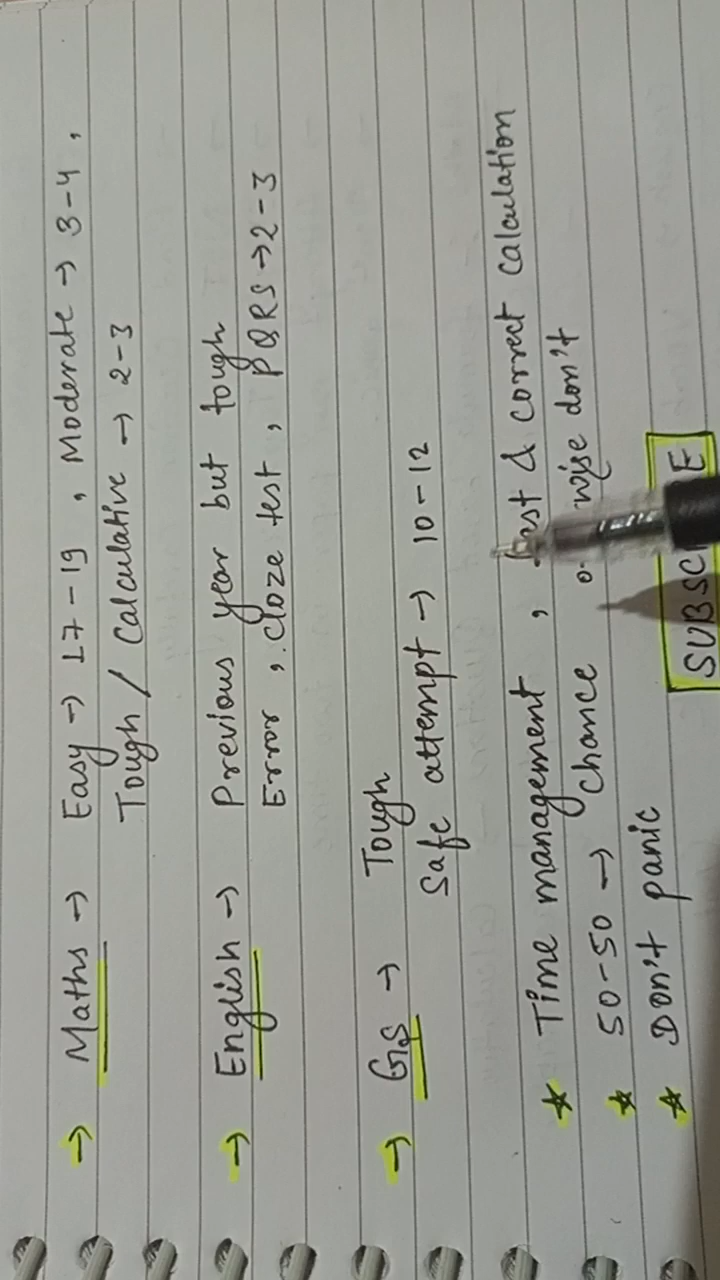 → Maths → Easy → 17-19 , Moderate → 3-4 ,
Tough / Calculative → 2-3
→ English → Previous year but tough
Error , cloze test , PQRS → 2-3
→ GS → Tough
Safe attempt → 10-12
★ Time management , & correct calculation
★ 50-50 → chance don't
★ Don't panic